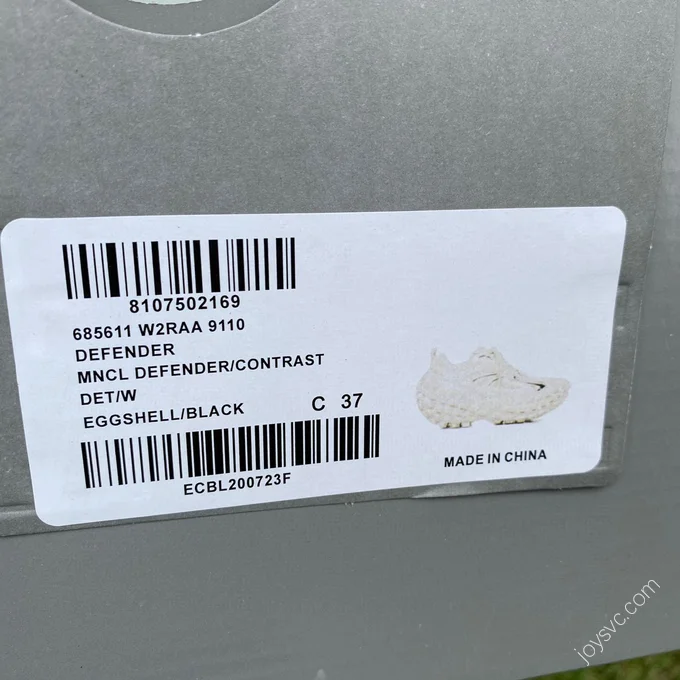 8107502169
685611 W2RAA 9110
DEFENDER
MNCL DEFENDER/CONTRAST
DET/W
EGGSHELL/BLACK C 37
ECBL200723F
MADE IN CHINA
joysvc.com